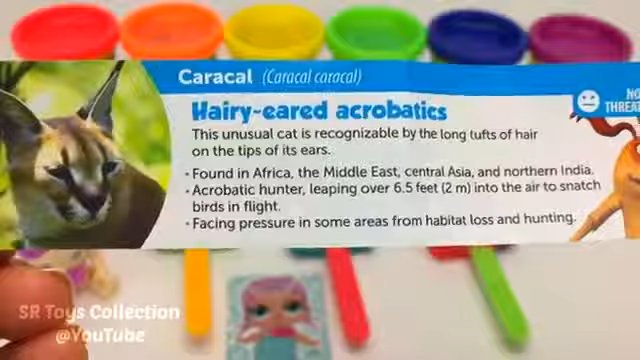 Caracal (Caracal caracal)
NO
THREAT
Hairy-eared acrobatics
This unusual cat is recognizable by the long tufts of hair
on the tips of its ears.
• Found in Africa, the Middle East, central Asia, and northern India.
• Acrobatic hunter, leaping over 6.5 feet (2 m) into the air to snatch
birds in flight.
• Facing pressure in some areas from habitat loss and hunting.
SR Toys Collection
@YouTube